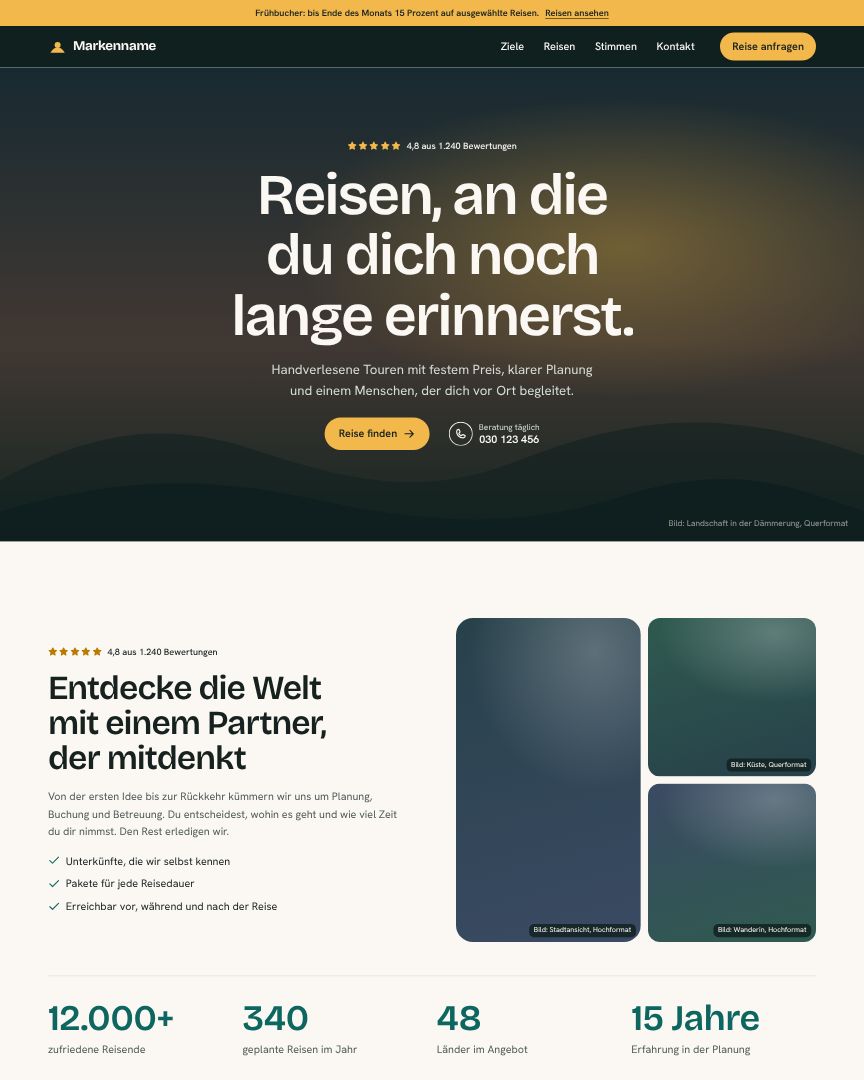 Frühbucher: bis Ende des Monats 15 Prozent auf ausgewählte Reisen. Reisen ansehen
Markenname
Ziele
Reisen
Stimmen
Kontakt
Reise anfragen
4,8 aus 1.240 Bewertungen
Reisen, an die
du dich noch
lange erinnerst.
Handverlesene Touren mit festem Preis, klarer Planung
und einem Menschen, der dich vor Ort begleitet.
Reise finden
Beratung täglich
030 123 456
Bild: Landschaft in der Dämmerung, Querformat
4,8 aus 1.240 Bewertungen
Entdecke die Welt
mit einem Partner,
der mitdenkt
Von der ersten Idee bis zur Rückkehr kümmern wir uns um Planung,
Buchung und Betreuung. Du entscheidest, wohin es geht und wie viel Zeit
du dir nimmst. Den Rest erledigen wir.
Unterkünfte, die wir selbst kennen
Pakete für jede Reisedauer
Erreichbar vor, während und nach der Reise
Bild: Stadtansicht, Hochformat
Bild: Küste, Querformat
Bild: Wanderin, Hochformat
12.000+
zufriedene Reisende
340
geplante Reisen im Jahr
48
Länder im Angebot
15 Jahre
Erfahrung in der Planung